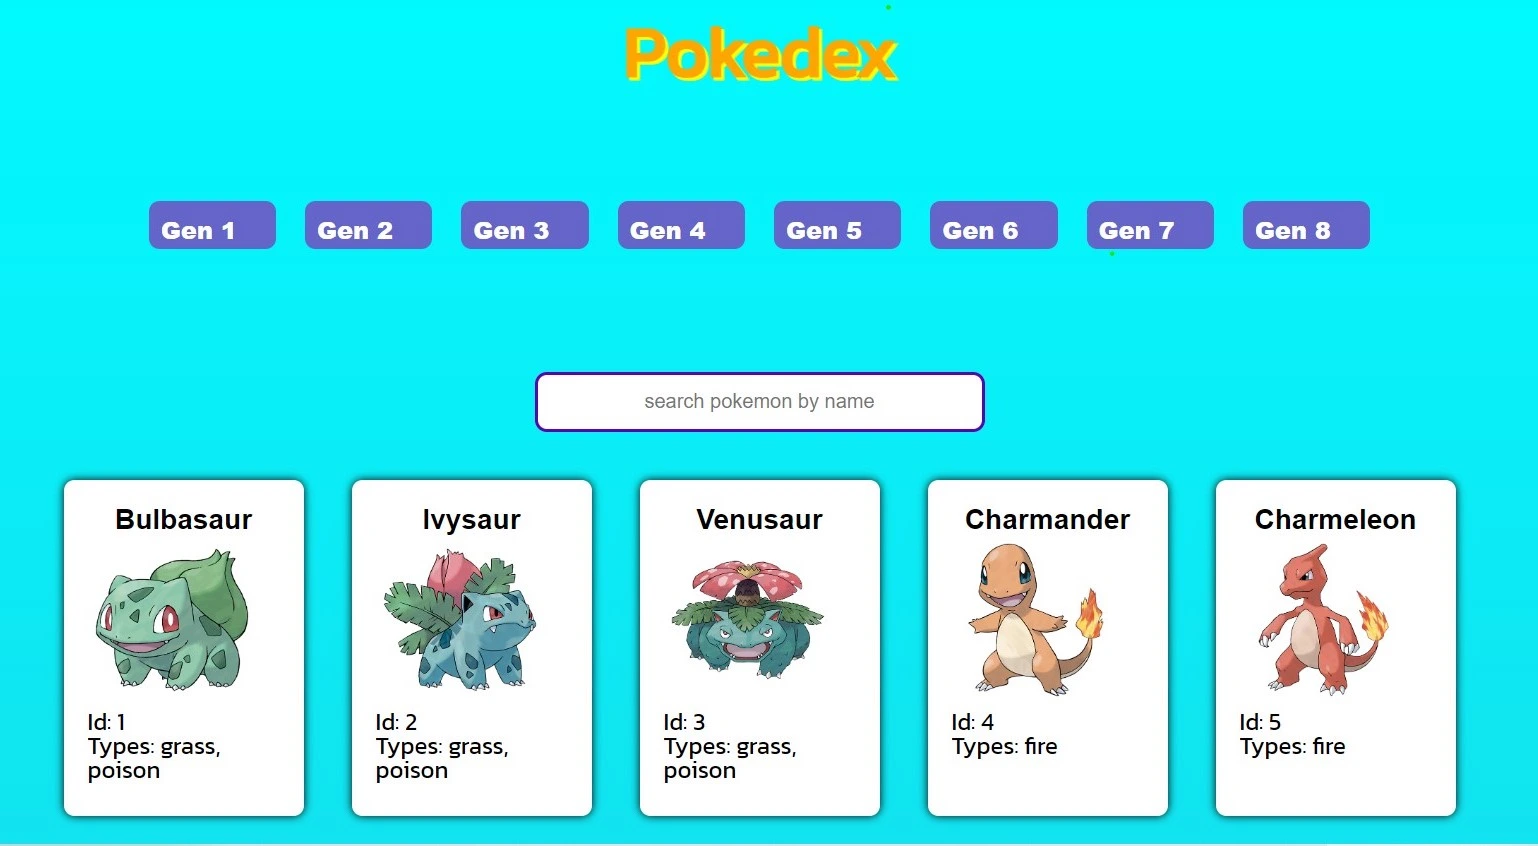 Pokedex
Gen 1 Gen 2 Gen 3 Gen 4 Gen 5 Gen 6 Gen 7 Gen 8
search pokemon by name
Bulbasaur
Id: 1
Types: grass,
poison
Ivysaur
Id: 2
Types: grass,
poison
Venusaur
Id: 3
Types: grass,
poison
Charmander
Id: 4
Types: fire
Charmeleon
Id: 5
Types: fire